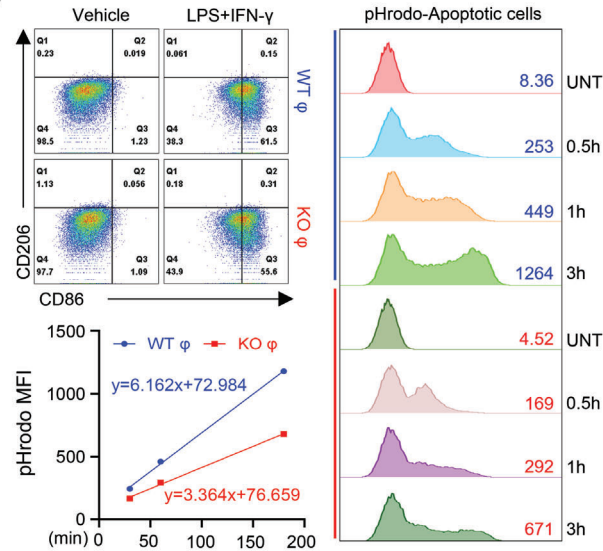 Vehicle
LPS+IFN-γ
Q1
0.23
Q2
0.019
Q4
98.5
Q3
1.23
Q1
0.061
Q2
0.15
Q4
38.3
Q3
61.5
WT φ
Q1
1.13
Q2
0.056
Q4
97.7
Q3
1.09
Q1
0.18
Q2
0.31
Q4
43.9
Q3
55.6
KO φ
CD206
CD86
pHrodo MFI
1500
1000
500
0
WT φ
KO φ
y=6.162x+72.984
y=3.364x+76.659
(min)
0
50
100
150
200
pHrodo-Apoptotic cells
8.36
UNT
253
0.5h
449
1h
1264
3h
4.52
UNT
169
0.5h
292
1h
671
3h